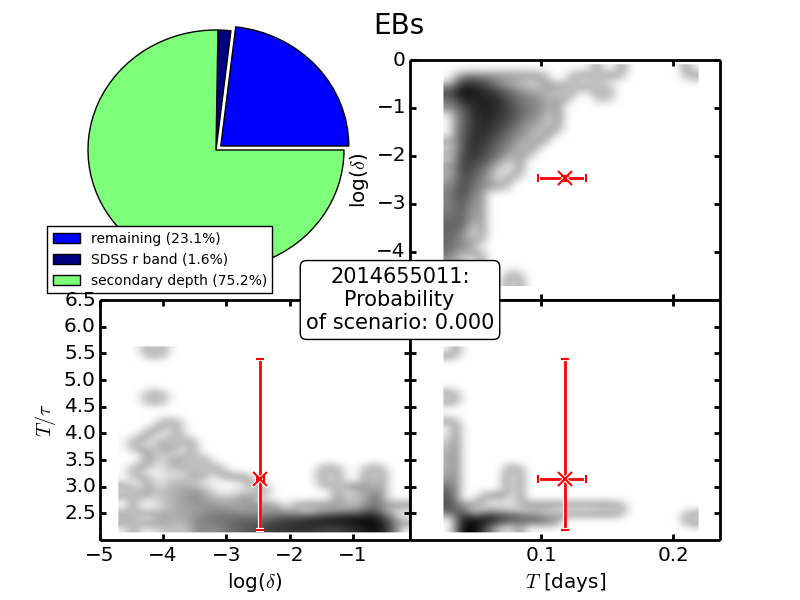 EBs
0
−1
−2
−3
−4
log(δ)
remaining (23.1%)
SDSS r band (1.6%)
secondary depth (75.2%)
2014655011:
Probability
of scenario: 0.000
6.5
6.0
5.5
5.0
4.5
4.0
3.5
3.0
2.5
T/τ
−5 −4 −3 −2 −1
0.1 0.2
log(δ)
T [days]